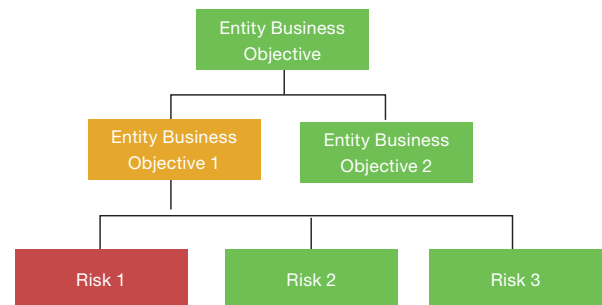 Entity Business
Objective
Entity Business
Objective 1
Entity Business
Objective 2
Risk 1
Risk 2
Risk 3